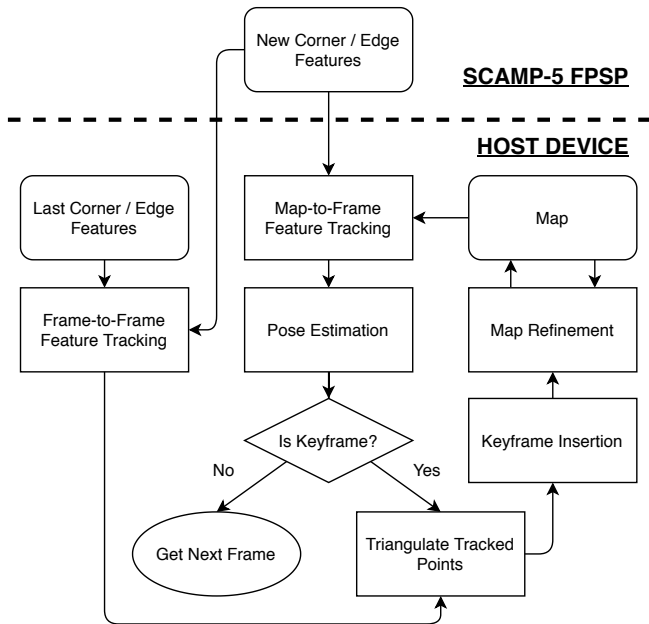 New Corner / Edge
Features
SCAMP-5 FPSP
HOST DEVICE
Last Corner / Edge
Features
Map-to-Frame
Feature Tracking
Map
Frame-to-Frame
Feature Tracking
Pose Estimation
Map Refinement
Is Keyframe?
Keyframe Insertion
No
Yes
Get Next Frame
Triangulate Tracked
Points